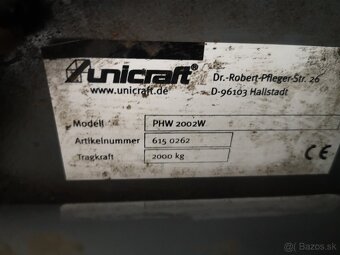 unicraft®
Dr.-Robert-Pfleger-Str. 26
www.unicraft.de
D-96103 Hallstadt
Modell PHW 2002W
Artikelnummer 615 0262
Tragkraft 2000 kg
CE
Bazos.sk